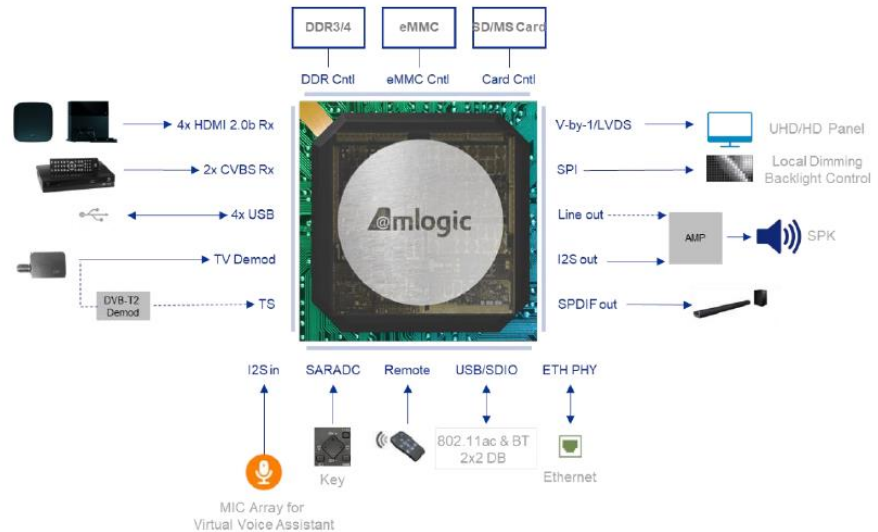 DDR3/4
eMMC
SD/MS Card
DDR Cntl
eMMC Cntl
Card Cntl
4x HDMI 2.0b Rx
2x CVBS Rx
4x USB
TV Demod
DVB-T2
Demod
TS
@mlogic
V-by-1/LVDS
UHD/HD Panel
SPI
Local Dimming
Backlight Control
Line out
AMP
SPK
I2S out
SPDIF out
I2S in
SARADC
Remote
USB/SDIO
ETH PHY
Key
802.11ac & BT
2x2 DB
Ethernet
MIC Array for
Virtual Voice Assistant